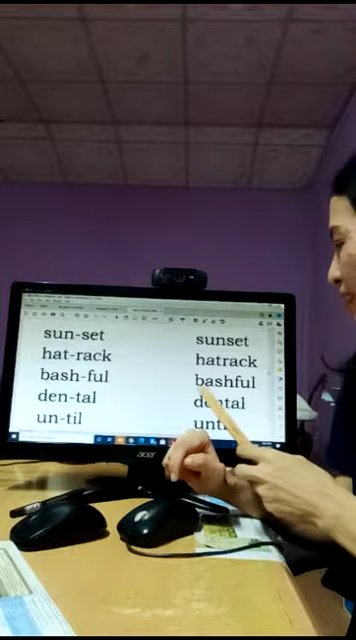 sun-set sunset
hat-rack hatrack
bash-ful bashful
den-tal dental
un-til
acer